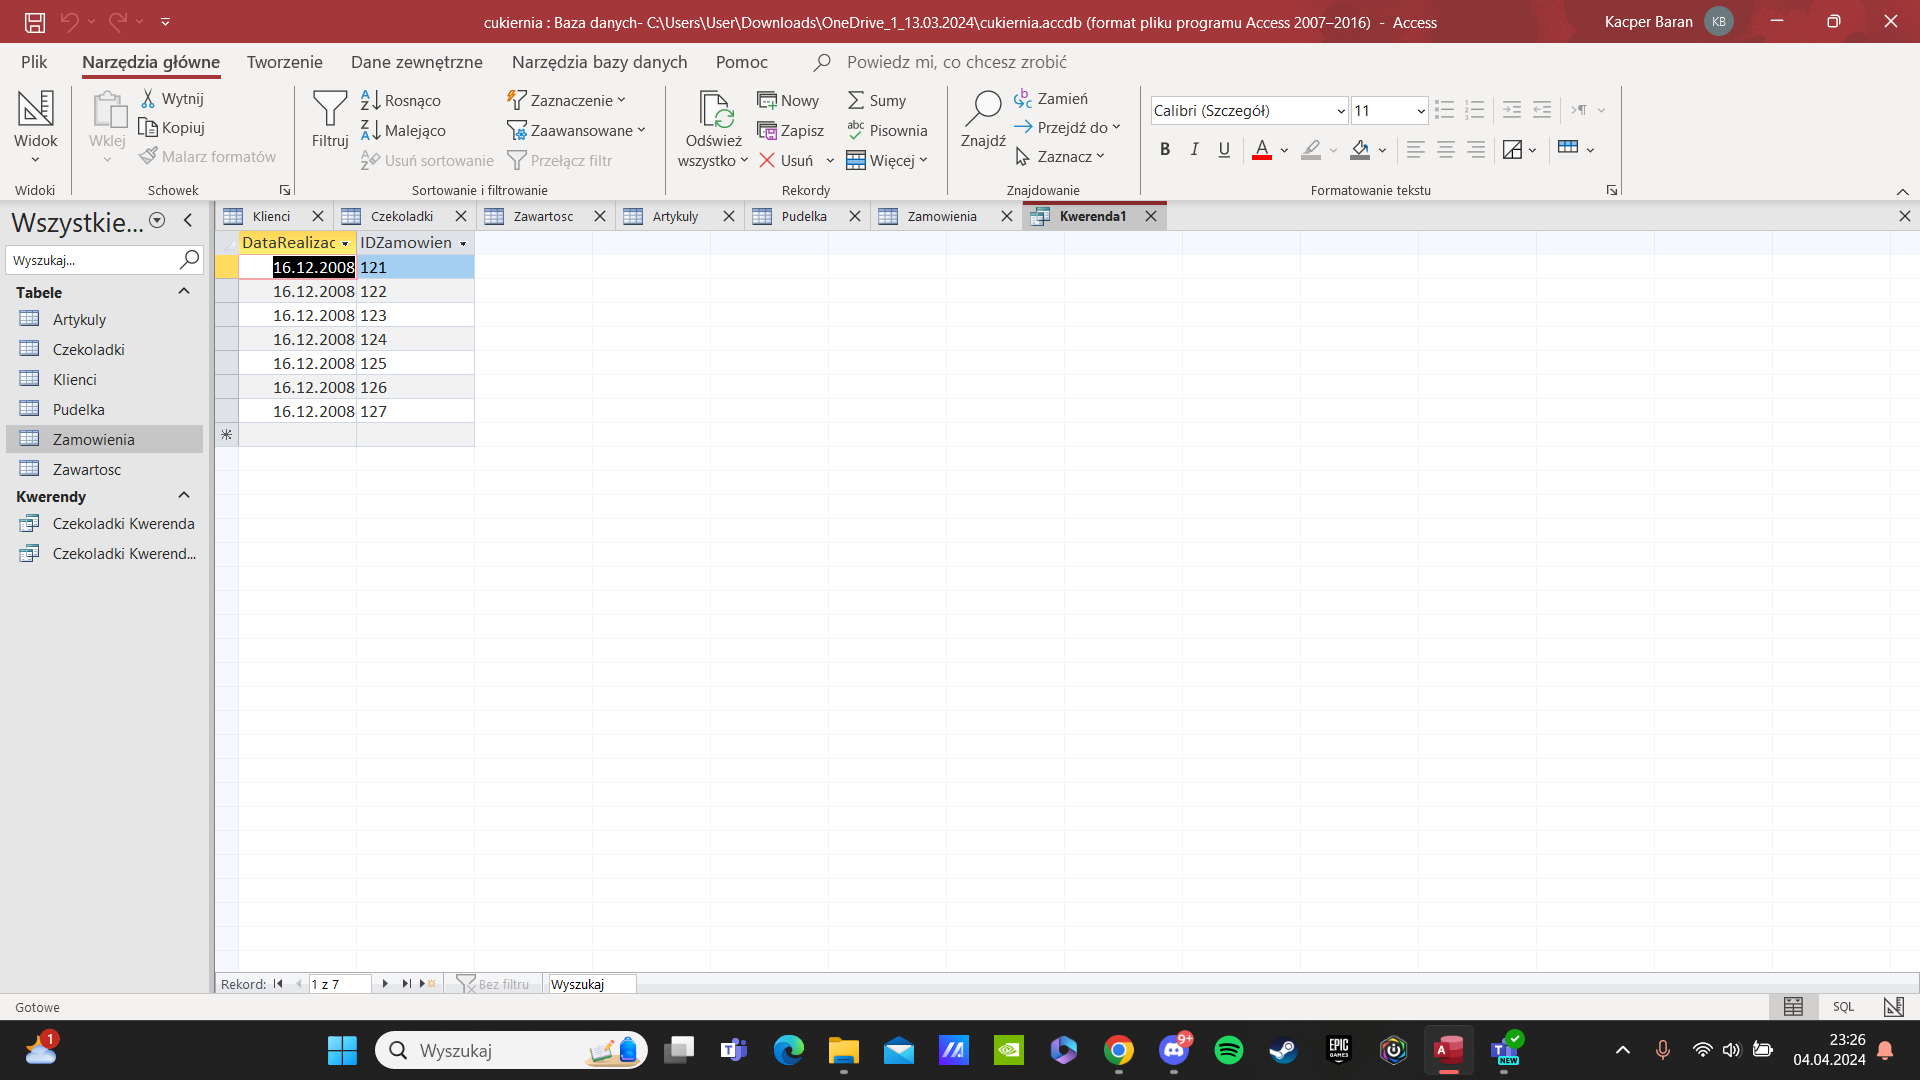 cukiernia : Baza danych- C:\Users\User\Downloads\OneDrive_1_13.03.2024\cukiernia.accdb (format pliku programu Access 2007–2016) - Access
Kacper Baran KB
Plik Narzędzia główne Tworzenie Dane zewnętrzne Narzędzia bazy danych Pomoc Powiedz mi, co chcesz zrobić
Widok
Widoki
Wklej
Wytnij
Kopiuj
Malarz formatów
Schowek
Filtruj
Rosnąco
Malejąco
Usuń sortowanie
Zaznaczenie
Zaawansowane
Przełącz filtr
Sortowanie i filtrowanie
Odśwież
wszystko
Nowy
Zapisz
Usuń
Sumy
Pisownia
Więcej
Rekordy
Znajdź
Zamień
Przejdź do
Zaznacz
Znajdowanie
Calibri (Szczegół) 11
B I U A
Formatowanie tekstu
Wszystkie...
Wyszukaj...
Tabele
Artykuly
Czekoladki
Klienci
Pudelka
Zamowienia
Zawartosc
Kwerendy
Czekoladki Kwerenda
Czekoladki Kwerend...
Klienci Czekoladki Zawartosc Artykuly Pudelka Zamowienia Kwerenda1
DataRealizac IDZamowien
16.12.2008 121
16.12.2008 122
16.12.2008 123
16.12.2008 124
16.12.2008 125
16.12.2008 126
16.12.2008 127
Rekord: 1 z 7 Bez filtru Wyszukaj
Gotowe
SQL
1
Wyszukaj
9+
EPIC
GAMES
NEW
23:26
04.04.2024